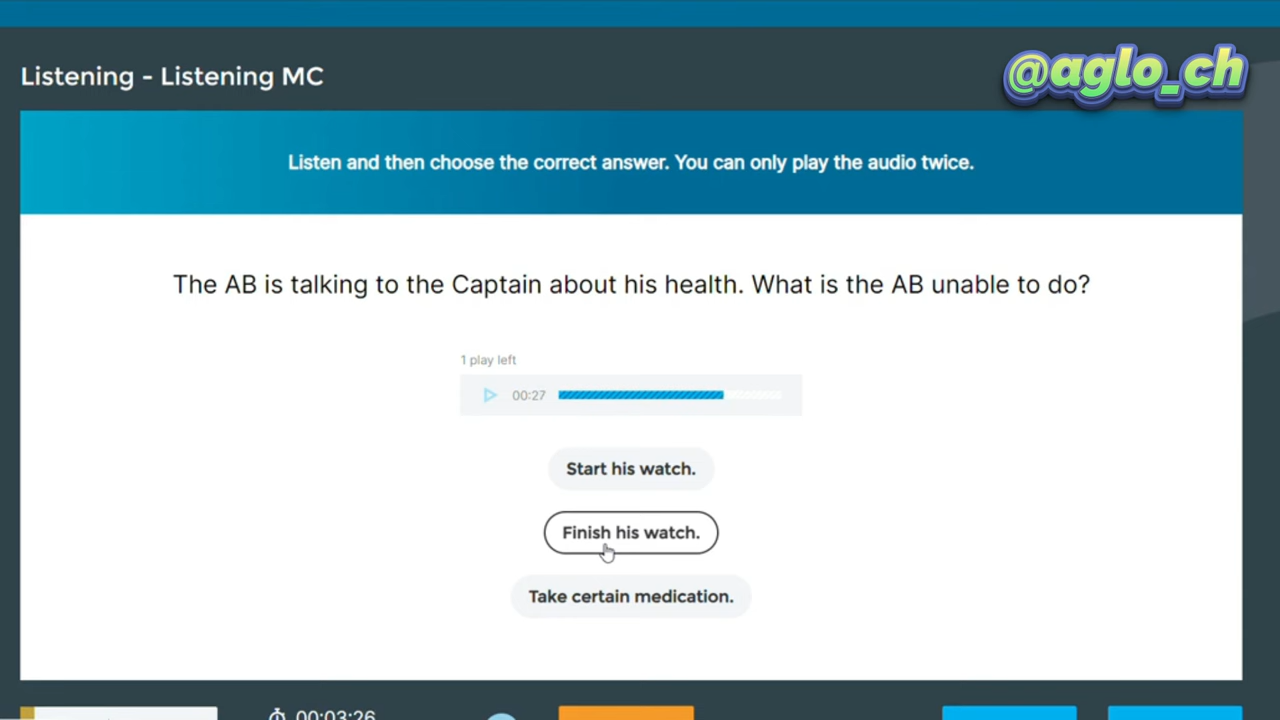 Listening - Listening MC
@aglo_ch
Listen and then choose the correct answer. You can only play the audio twice.
The AB is talking to the Captain about his health. What is the AB unable to do?
1 play left
00:27
Start his watch.
Finish his watch.
Take certain medication.
00:03:26